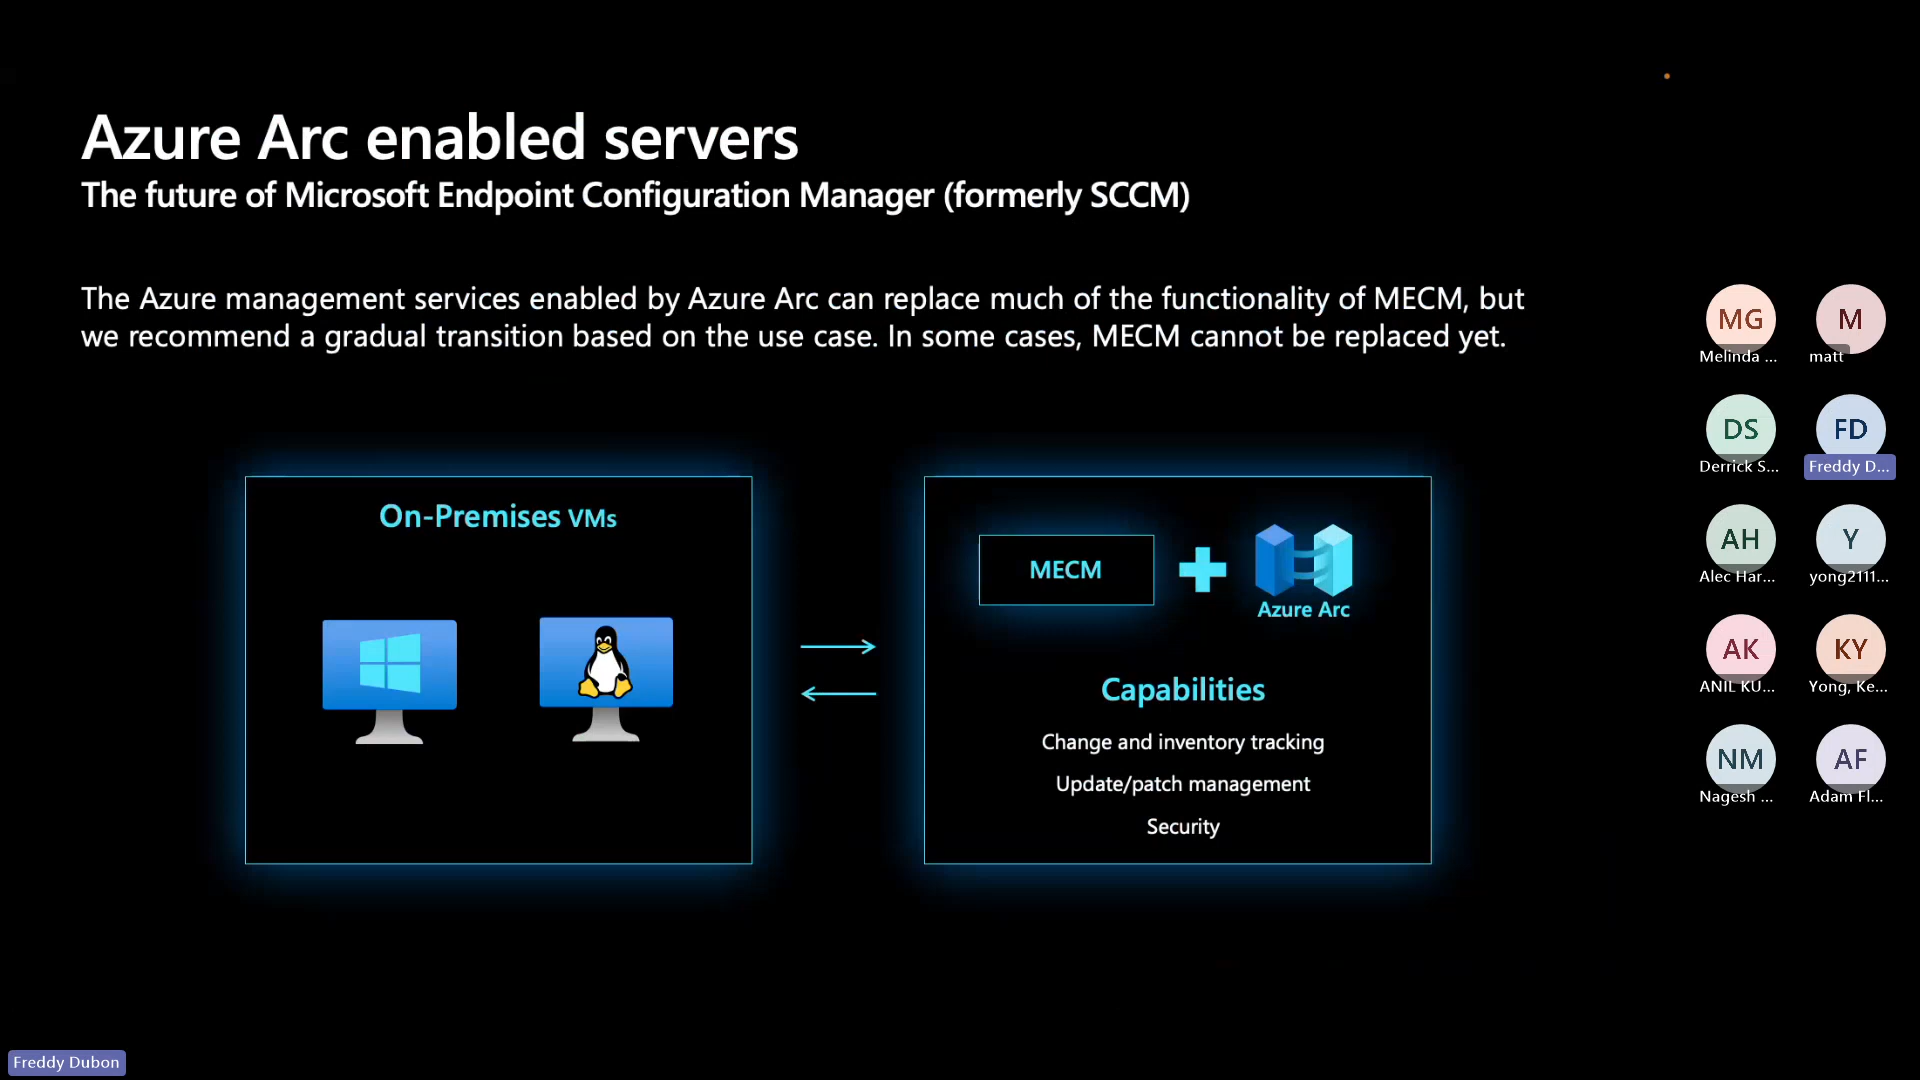 Azure Arc enabled servers
The future of Microsoft Endpoint Configuration Manager (formerly SCCM)
The Azure management services enabled by Azure Arc can replace much of the functionality of MECM, but
we recommend a gradual transition based on the use case. In some cases, MECM cannot be replaced yet.
On-Premises VMs
MECM
Azure Arc
Capabilities
Change and inventory tracking
Update/patch management
Security
MG
Melinda ...
M
matt
DS
Derrick S...
FD
Freddy D...
AH
Alec Har...
Y
yong2111...
AK
ANIL KU...
KY
Yong, Ke...
NM
Nagesh ...
AF
Adam Fl...
Freddy Dubon